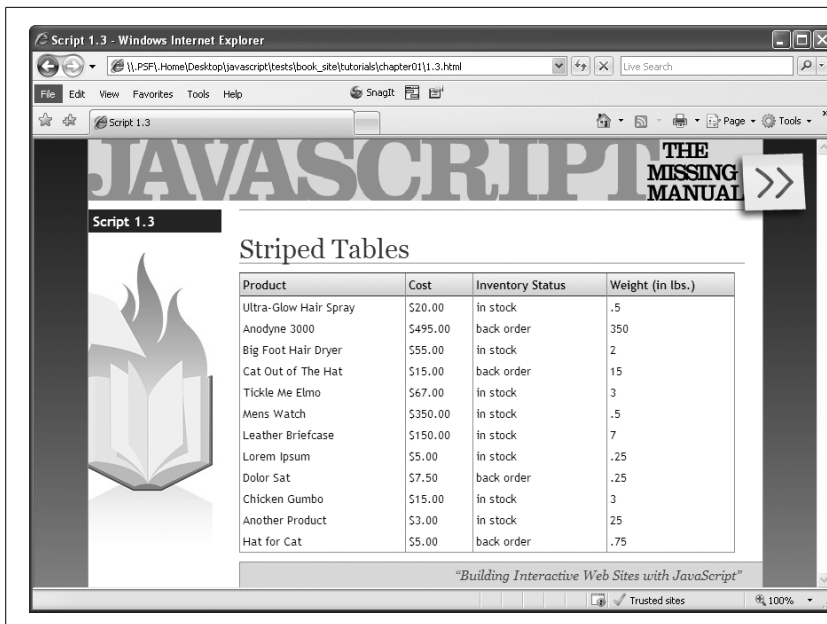 Script 1.3 - Windows Internet Explorer
\\.PSF\.Home\Desktop\javascript\tests\book_site\tutorials\chapter01\1.3.html
Live Search
File Edit View Favorites Tools Help
SnagIt
Script 1.3
Page Tools
JAVASCRIPT
THE
MISSING
MANUAL
>>
Script 1.3
Striped Tables
Product Cost Inventory Status Weight (in lbs.)
Ultra-Glow Hair Spray $20.00 in stock .5
Anodyne 3000 $495.00 back order 350
Big Foot Hair Dryer $55.00 in stock 2
Cat Out of The Hat $15.00 back order 15
Tickle Me Elmo $67.00 in stock 3
Mens Watch $350.00 in stock .5
Leather Briefcase $150.00 in stock 7
Lorem Ipsum $5.00 in stock .25
Dolor Sat $7.50 back order .25
Chicken Gumbo $15.00 in stock 3
Another Product $3.00 in stock 25
Hat for Cat $5.00 back order .75
“Building Interactive Web Sites with JavaScript”
Trusted sites 100%